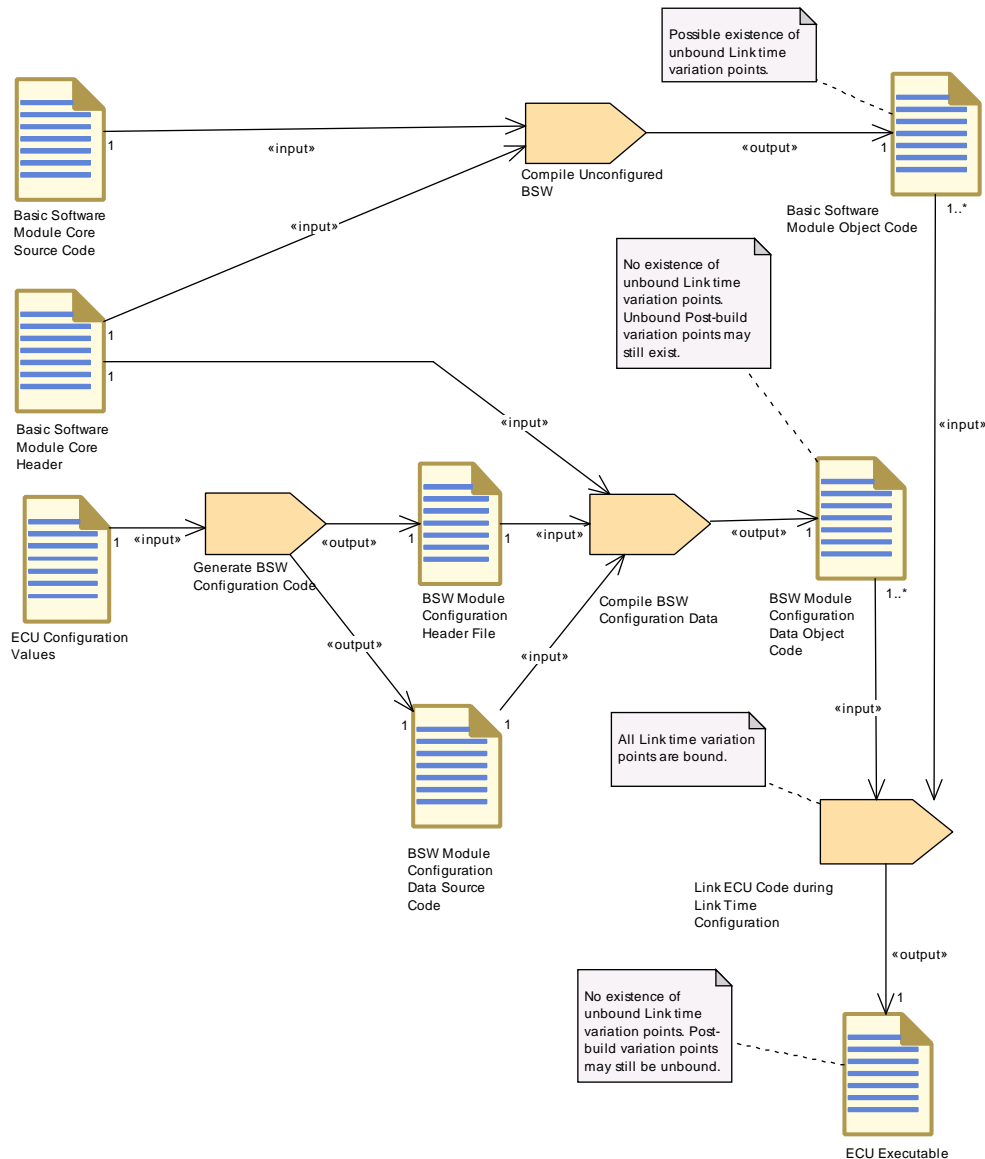 Possible existence of
unbound Link time
variation points.
1
«input»
Compile Unconfigured
BSW
«output»
1
Basic Software
Module Core
Source Code
Basic Software
Module Object Code
1..*
«input»
1
1
Basic Software
Module Core
Header
No existence of
unbound Link time
variation points.
Unbound Post-build
variation points may
still exist.
«input»
«input»
1
«input»
Generate BSW
Configuration Code
«output»
1
1
«input»
«output»
1
ECU Configuration
Values
BSW Module
Configuration
Header File
Compile BSW
Configuration Data
BSW Module
Configuration
Data Object
Code
1..*
«output»
«input»
1
1
«input»
BSW Module
Configuration
Data Source
Code
All Link time variation
points are bound.
Link ECU Code during
Link Time
Configuration
«output»
1
No existence of
unbound Link time
variation points. Post-
build variation points
may still be unbound.
ECU Executable